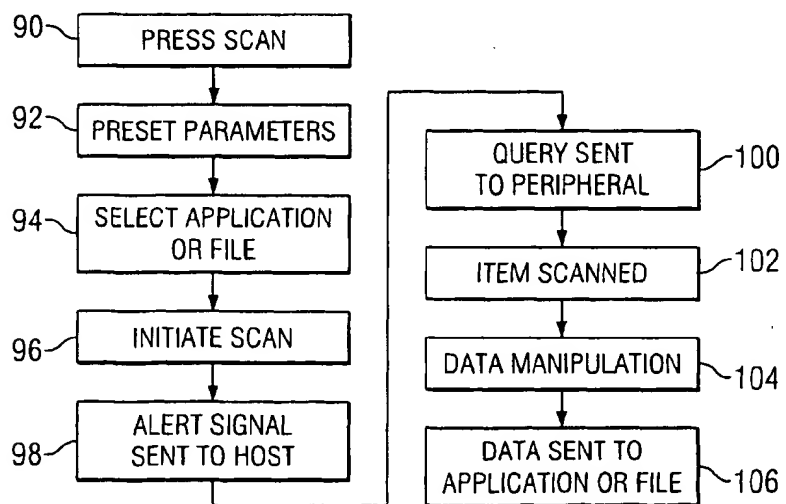 90
PRESS SCAN
92
PRESET PARAMETERS
94
SELECT APPLICATION
OR FILE
96
INITIATE SCAN
98
ALERT SIGNAL
SENT TO HOST
QUERY SENT
TO PERIPHERAL
100
ITEM SCANNED
102
DATA MANIPULATION
104
DATA SENT TO
APPLICATION OR FILE
106